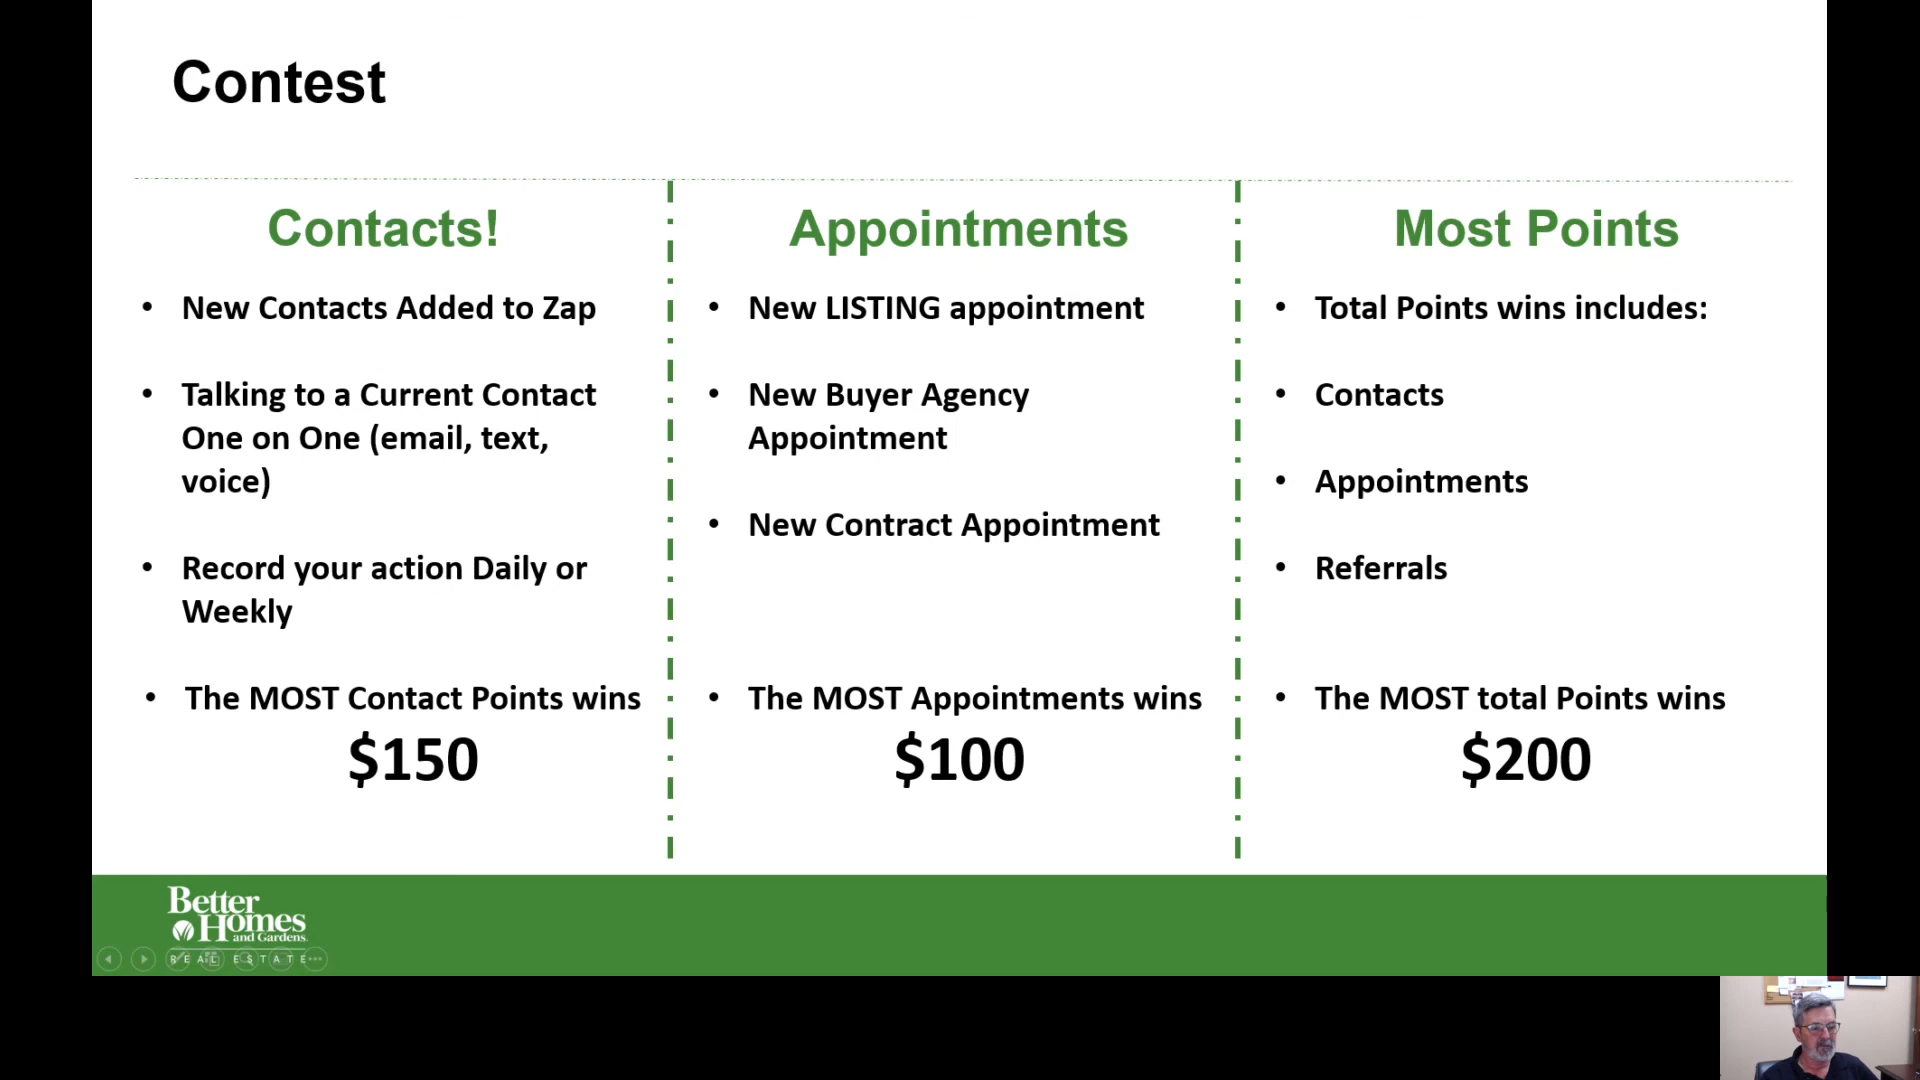 Contest
Contacts!
• New Contacts Added to Zap
• Talking to a Current Contact
One on One (email, text,
voice)
• Record your action Daily or
Weekly
• The MOST Contact Points wins
$150
Appointments
• New LISTING appointment
• New Buyer Agency
Appointment
• New Contract Appointment
• The MOST Appointments wins
$100
Most Points
• Total Points wins includes:
• Contacts
• Appointments
• Referrals
• The MOST total Points wins
$200
Better
Homes
and Gardens
REAL ESTATE